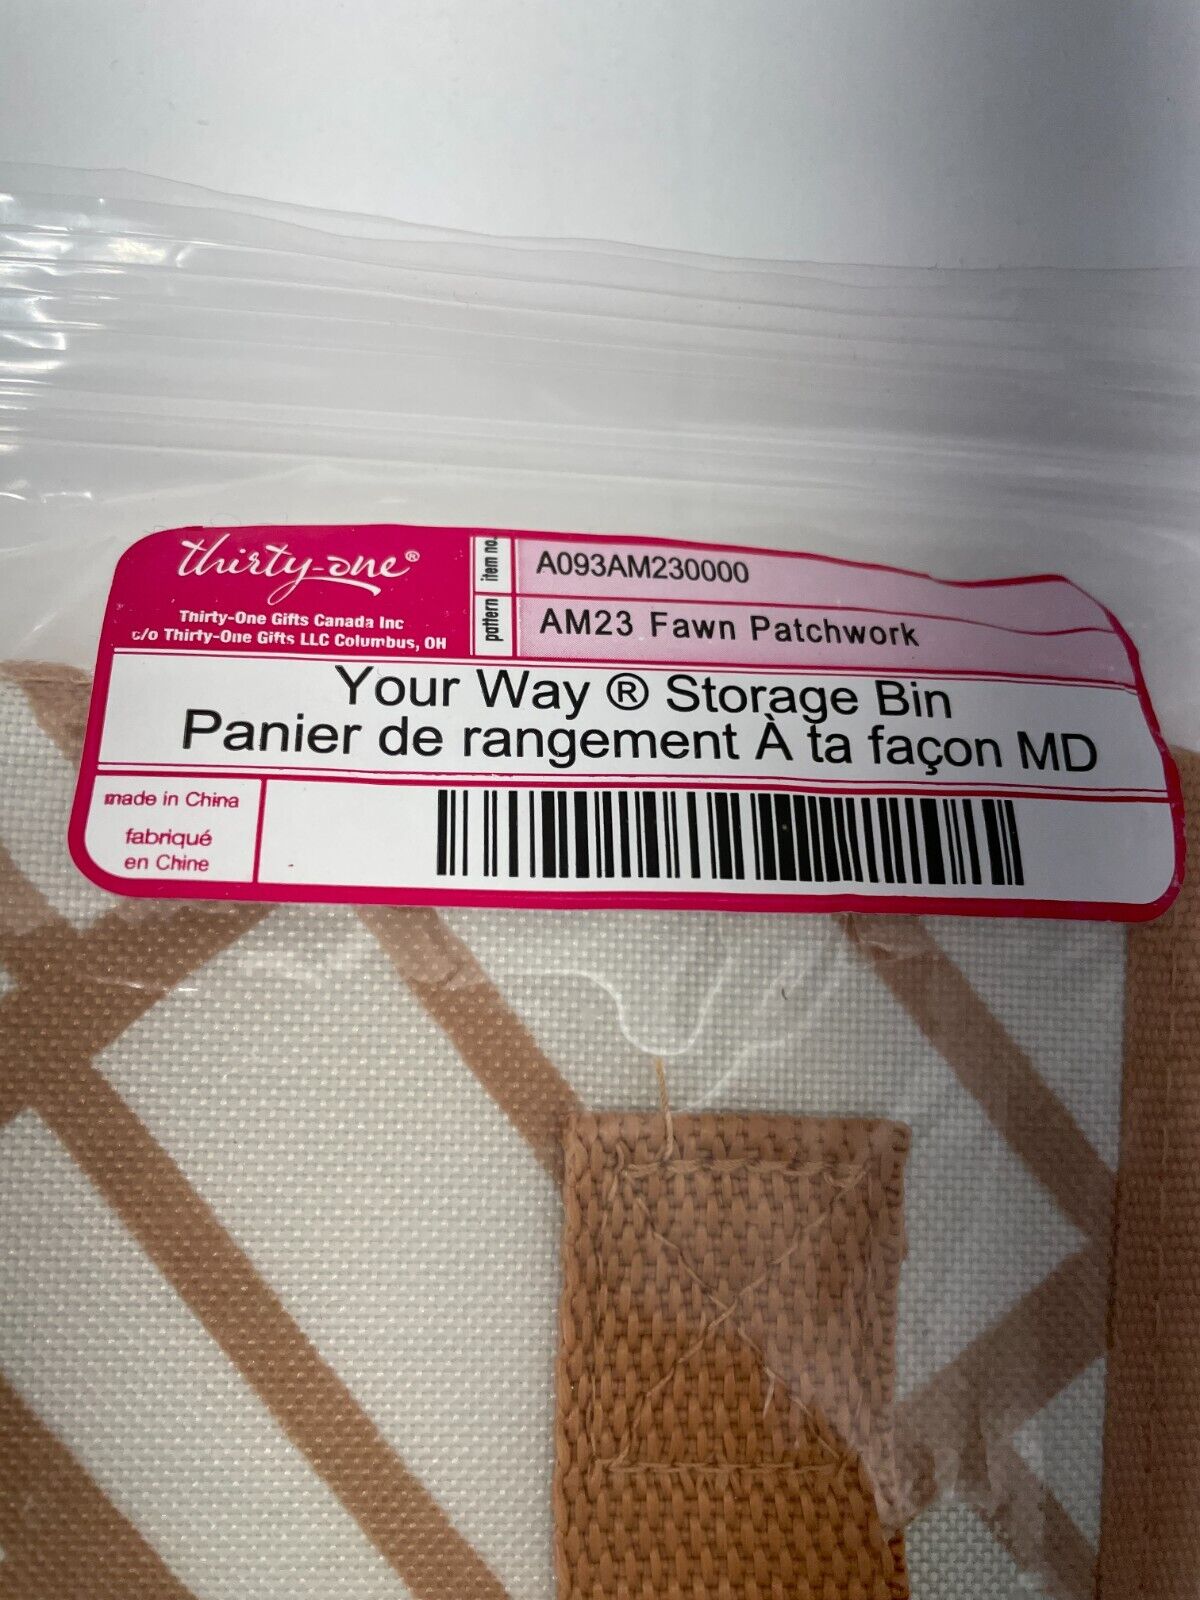 thirty-one®
Thirty-One Gifts Canada Inc
c/o Thirty-One Gifts LLC Columbus, OH
item no. A093AM230000
pattern AM23 Fawn Patchwork
Your Way ® Storage Bin
Panier de rangement À ta façon MD
made in China
fabriqué
en Chine